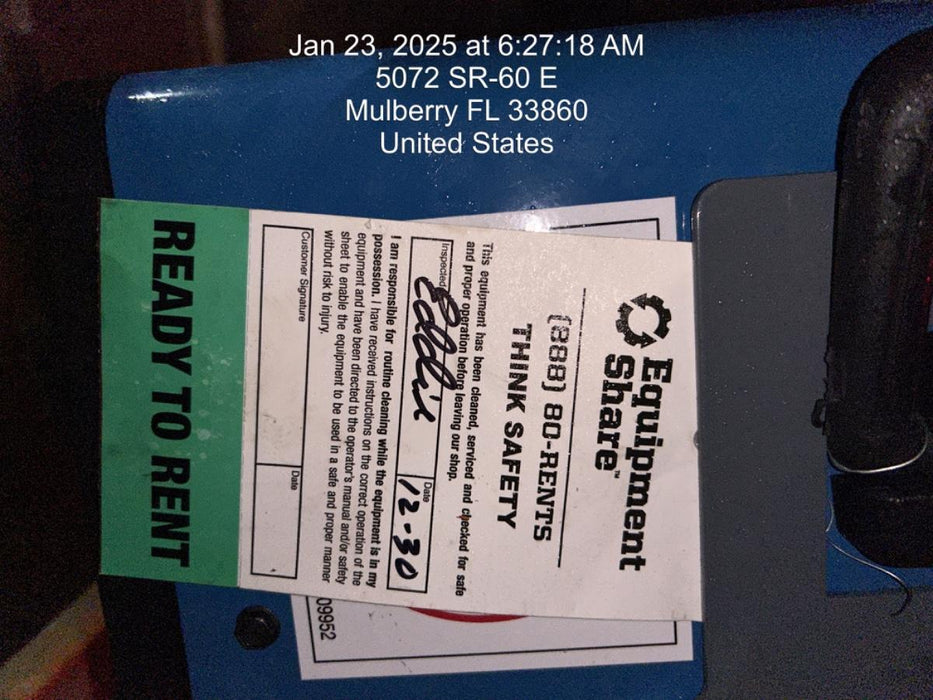 Jan 23, 2025 at 6:27:18 AM
5072 SR-60 E
Mulberry FL 33860
United States
Equipment
Share™
(888) 80-RENTS
THINK SAFETY
This equipment has been cleaned, serviced and checked for safe
and proper operation before leaving our shop.
Inspected
Eddie
Date
12-30
I am responsible for routine cleaning while the equipment is in my
possession. I have received instructions on the correct operation of the
equipment and have been directed to the operator's manual and/or safety
sheet to enable the equipment to be used in a safe and proper manner
without risk to injury.
Customer Signature
Date
READY TO RENT
09952